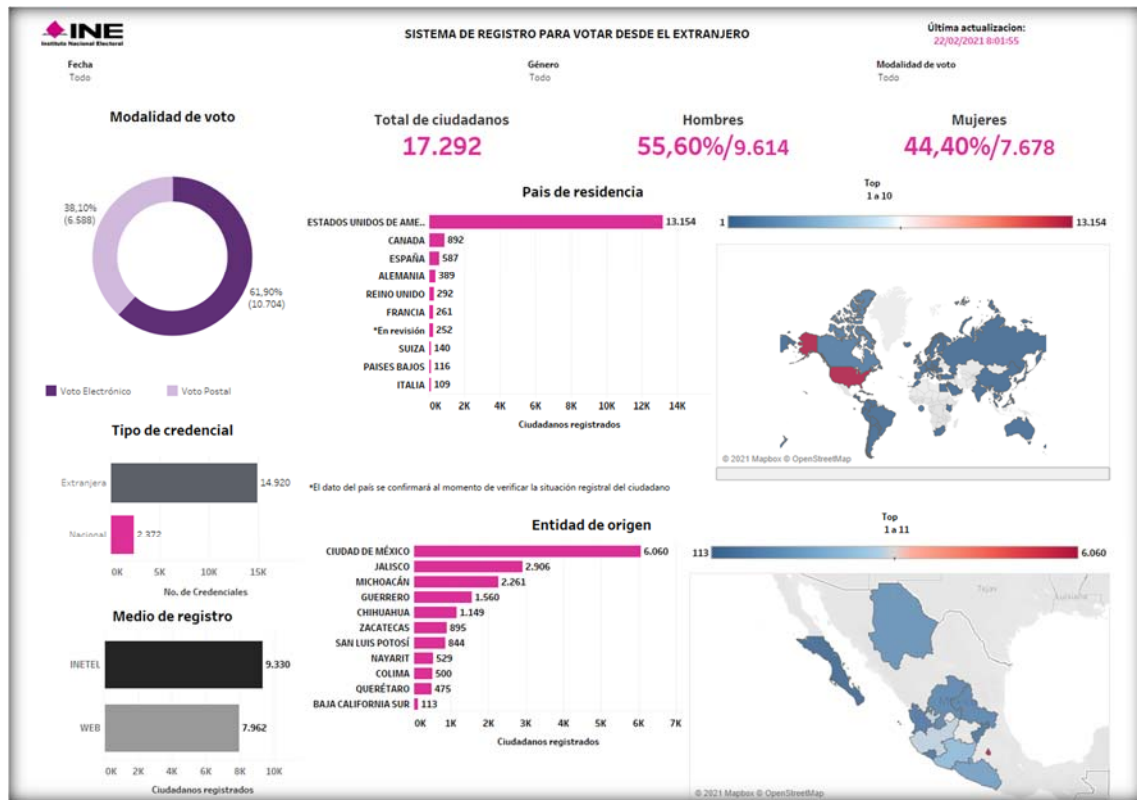 INE
Instituto Nacional Electoral
SISTEMA DE REGISTRO PARA VOTAR DESDE EL EXTRANJERO
Última actualizacion:
22/02/2021 8:01:55
Fecha
Todo
Género
Todo
Modalidad de voto
Todo
Modalidad de voto
38,10%
(6.588)
61,90%
(10.704)
Voto Electrónico
Voto Postal
Total de ciudadanos
17.292
Hombres
55,60%/9.614
Mujeres
44,40%/7.678
Pais de residencia
ESTADOS UNIDOS DE AME.. 13.154
CANADA 892
ESPAÑA 587
ALEMANIA 389
REINO UNIDO 292
FRANCIA 261
*En revisión 252
SUIZA 140
PAISES BAJOS 116
ITALIA 109
0K 2K 4K 6K 8K 10K 12K 14K
Ciudadanos registrados
Top
1 a 10
1 13.154
© 2021 Mapbox © OpenStreetMap
Tipo de credencial
Extranjera 14.920
Nacional 2.372
0K 5K 10K 15K
No. de Credenciales
*El dato del país se confirmará al momento de verificar la situación registral del ciudadano
Medio de registro
INETEL 9.330
WEB 7.962
0K 2K 4K 6K 8K 10K
Ciudadanos registrados
Entidad de origen
CIUDAD DE MÉXICO 6.060
JALISCO 2.906
MICHOACÁN 2.261
GUERRERO 1.560
CHIHUAHUA 1.149
ZACATECAS 895
SAN LUIS POTOSÍ 844
NAYARIT 529
COLIMA 500
QUERÉTARO 475
BAJA CALIFORNIA SUR 113
0K 1K 2K 3K 4K 5K 6K 7K
Ciudadanos registrados
Top
1 a 11
113 6.060
Tejas
Luisiana
© 2021 Mapbox © OpenStreetMap